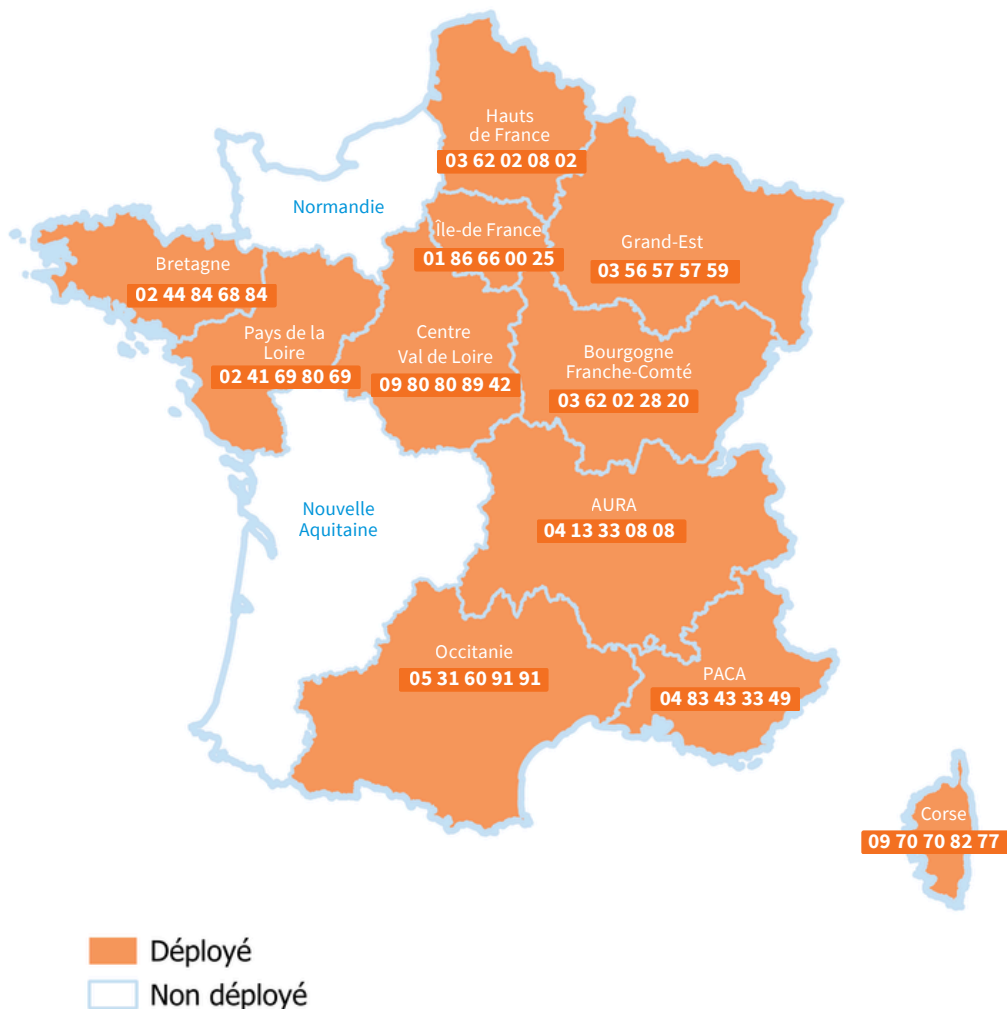 Hauts
de France
03 62 02 08 02
Normandie
Île-de France
01 86 66 00 25
Grand-Est
03 56 57 57 59
Bretagne
02 44 84 68 84
Pays de la
Loire
02 41 69 80 69
Centre
Val de Loire
09 80 80 89 42
Bourgogne
Franche-Comté
03 62 02 28 20
Nouvelle
Aquitaine
AURA
04 13 33 08 08
Occitanie
05 31 60 91 91
PACA
04 83 43 33 49
Corse
09 70 70 82 77
Déployé
Non déployé